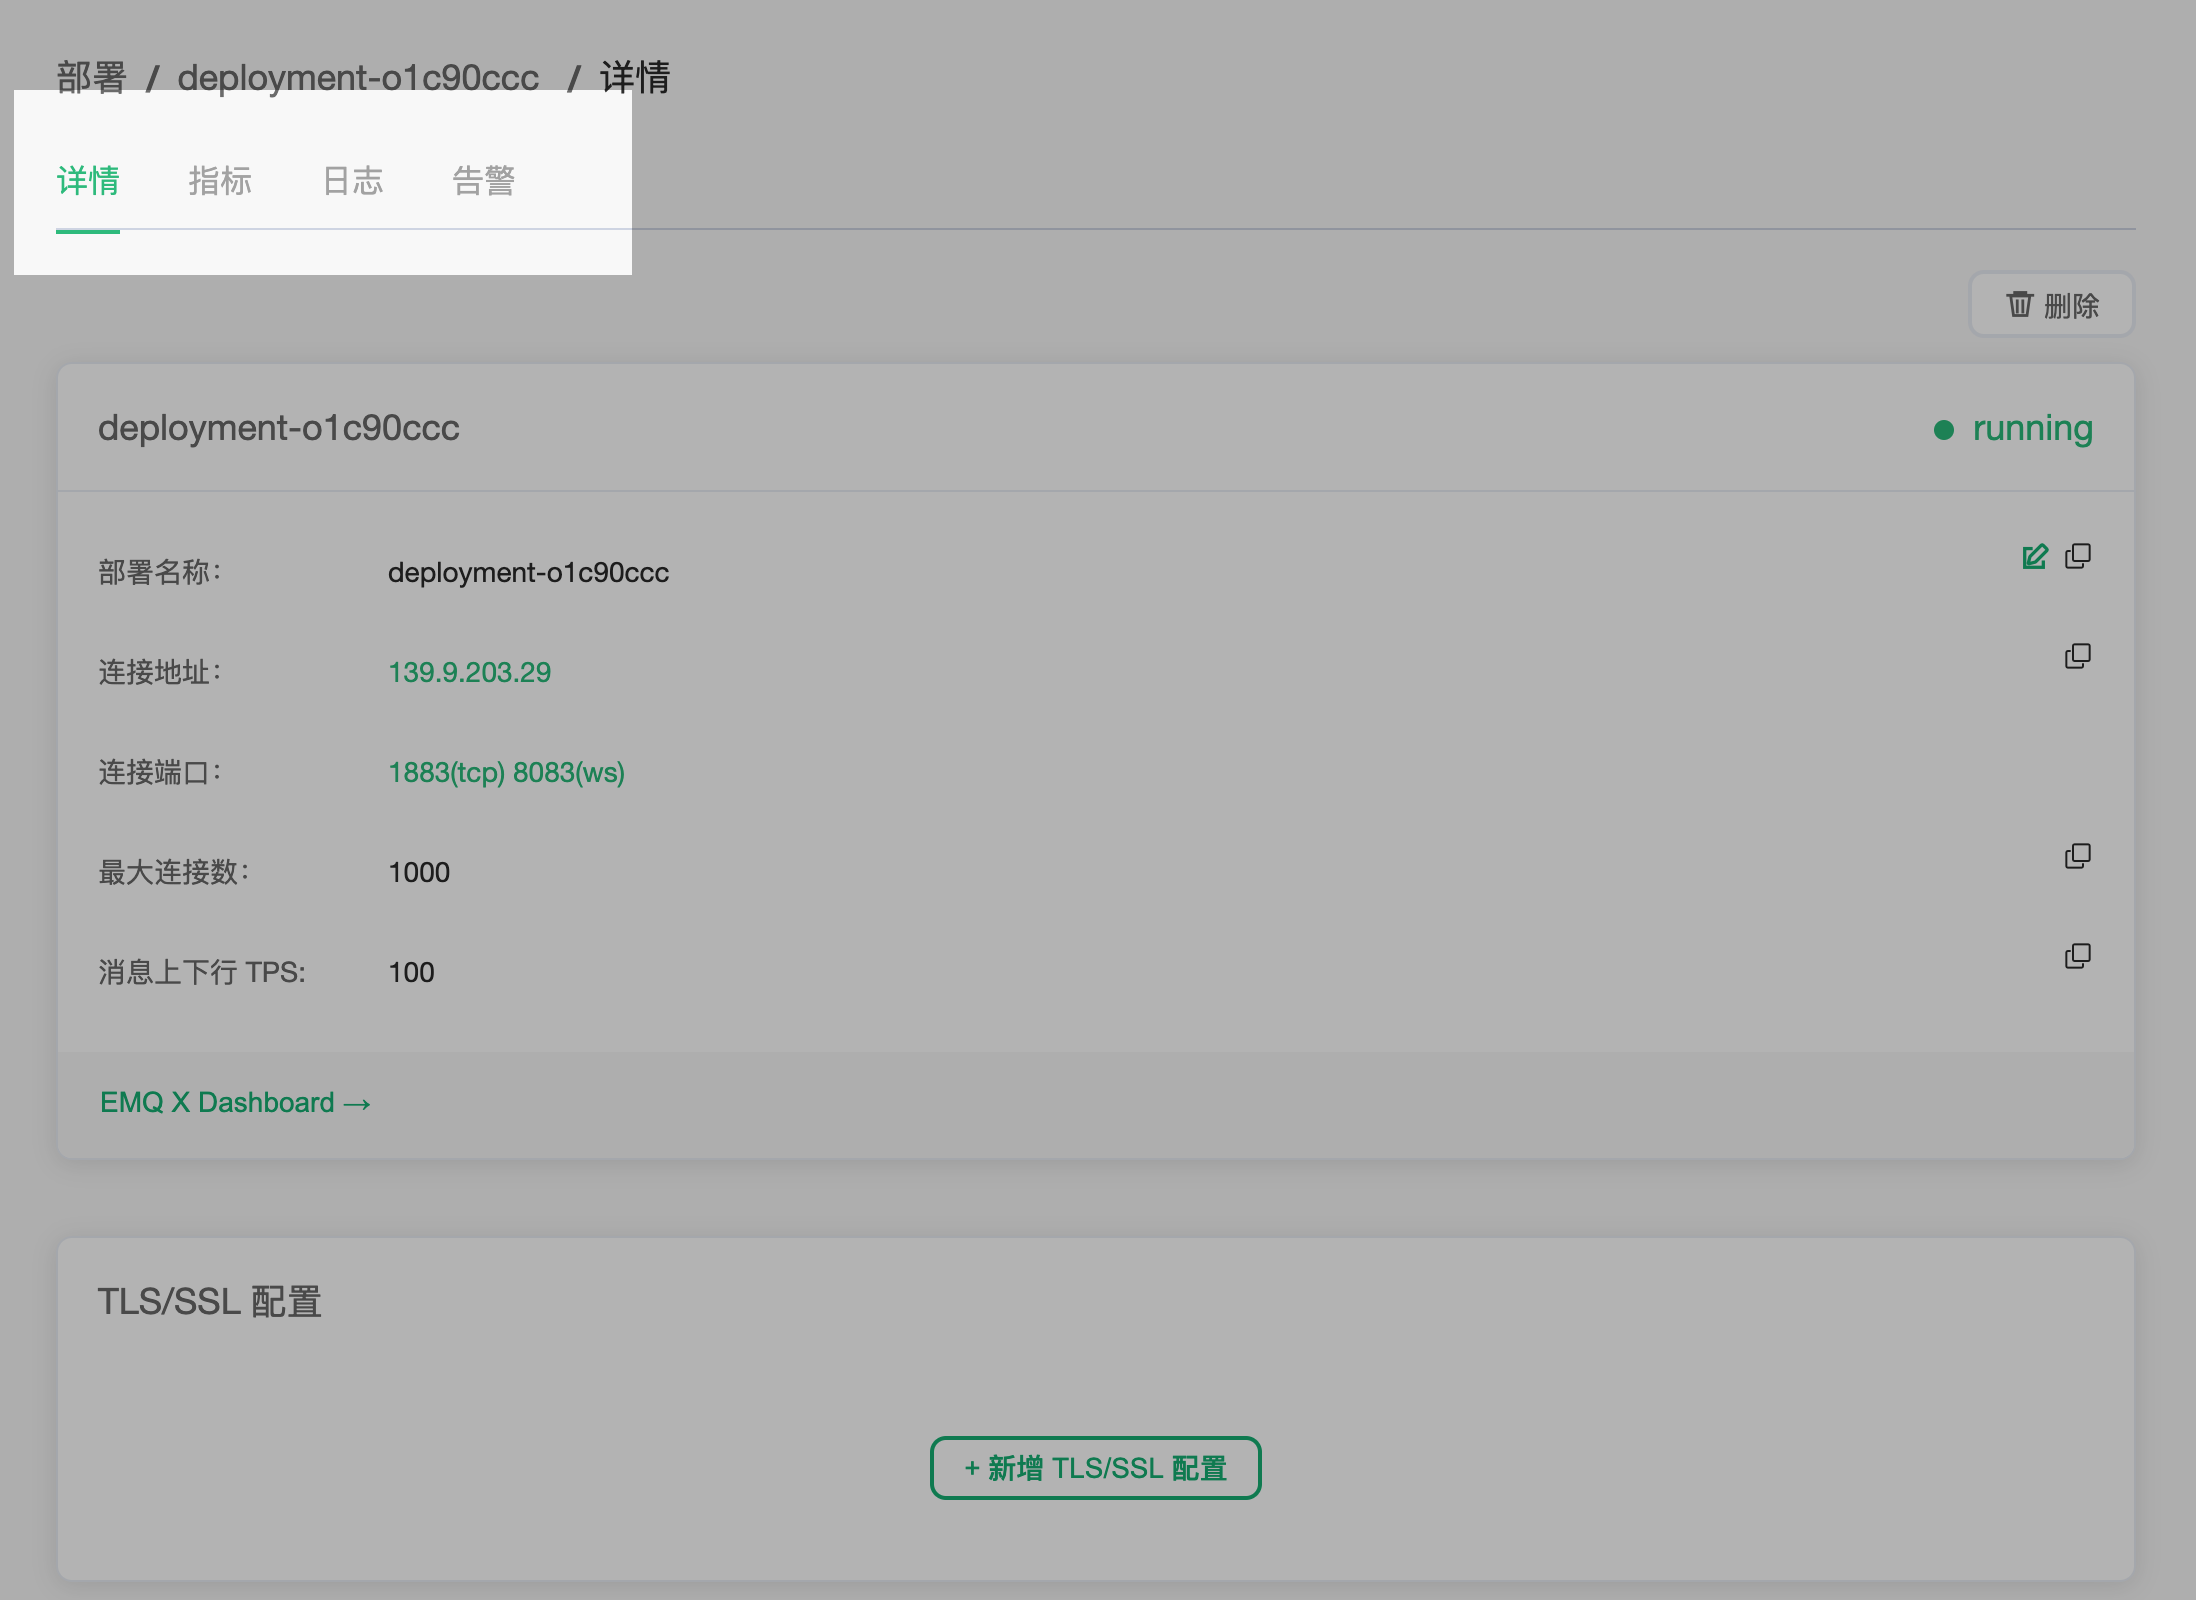 部署 / deployment-o1c90ccc / 详情
详情 指标 日志 告警
删除
deployment-o1c90ccc running
部署名称： deployment-o1c90ccc
连接地址： 139.9.203.29
连接端口： 1883(tcp) 8083(ws)
最大连接数： 1000
消息上下行 TPS: 100
EMQ X Dashboard →
TLS/SSL 配置
+ 新增 TLS/SSL 配置